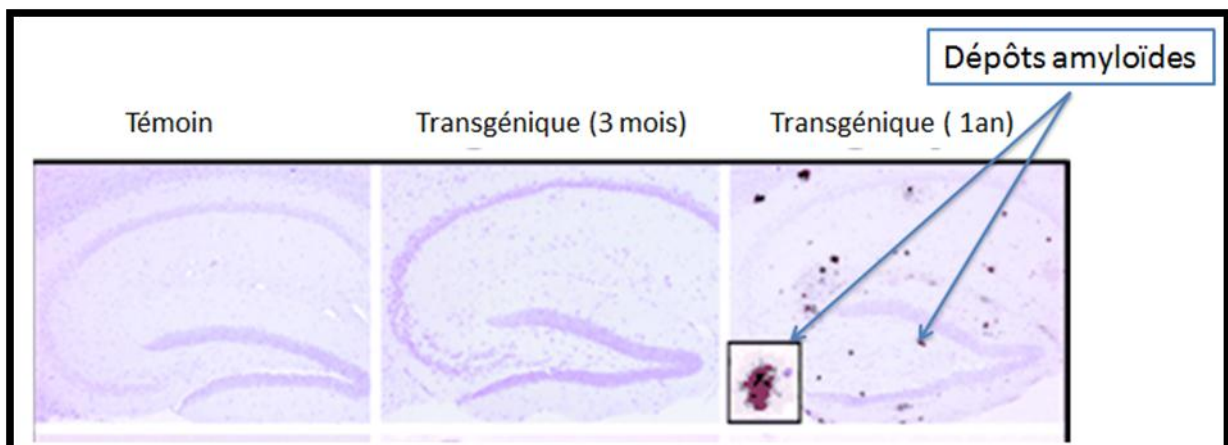 Dépôts amyloïdes
Témoin
Transgénique (3 mois)
Transgénique ( 1an)